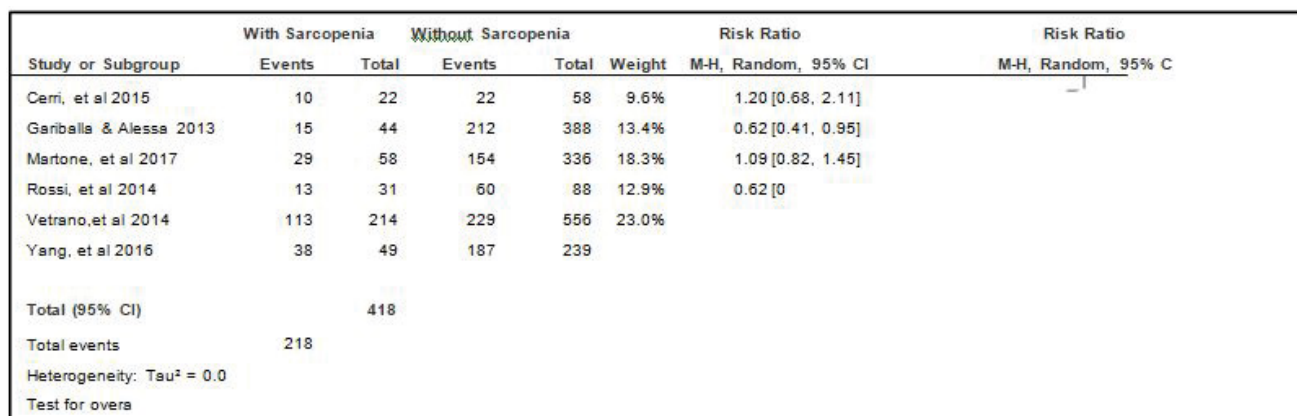 With Sarcopenia Without Sarcopenia Risk Ratio Risk Ratio
Study or Subgroup Events Total Events Total Weight M-H, Random, 95% CI M-H, Random, 95% C
Cerri, et al 2015 10 22 22 58 9.6% 1.20 [0.68, 2.11]
Gariballa & Alessa 2013 15 44 212 388 13.4% 0.62 [0.41, 0.95]
Martone, et al 2017 29 58 154 336 18.3% 1.09 [0.82, 1.45]
Rossi, et al 2014 13 31 60 88 12.9% 0.62 [0
Vetrano,et al 2014 113 214 229 556 23.0%
Yang, et al 2016 38 49 187 239
Total (95% CI) 418
Total events 218
Heterogeneity: Tau² = 0.0
Test for overa